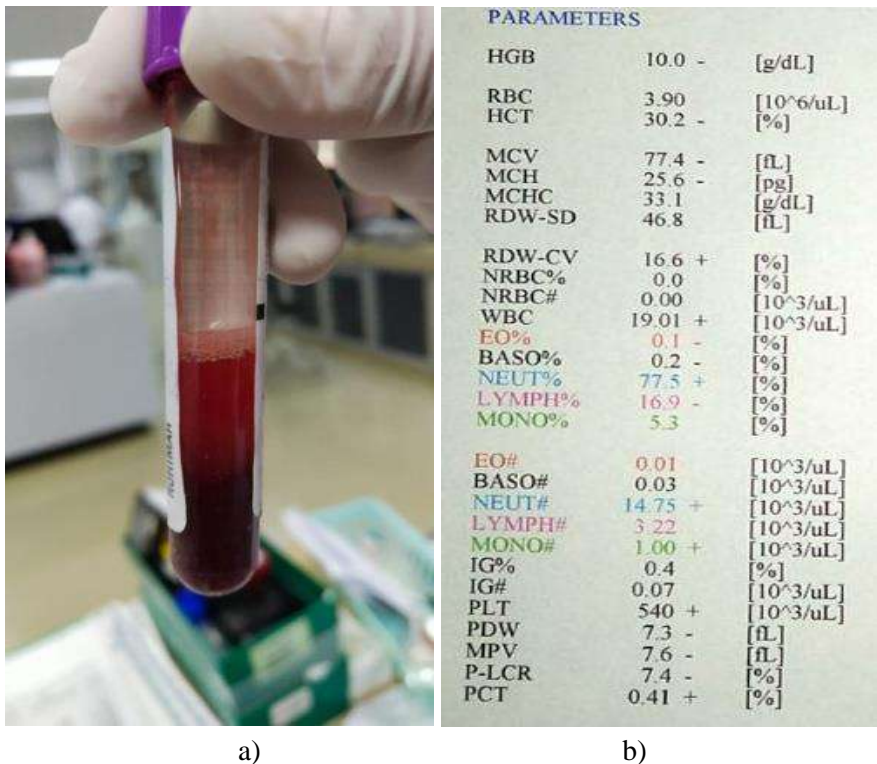 PARAMETERS
HGB 10.0 - [g/dL]
RBC 3.90 [10^6/uL]
HCT 30.2 - [%]
MCV 77.4 - [fL]
MCH 25.6 - [pg]
MCHC 33.1 [g/dL]
RDW-SD 46.8 [fL]
RDW-CV 16.6 + [%]
NRBC% 0.0 [%]
NRBC# 0.00 [10^3/uL]
WBC 19.01 + [10^3/uL]
EO% 0.1 - [%]
BASO% 0.2 - [%]
NEUT% 77.5 + [%]
LYMPH% 16.9 - [%]
MONO% 5.3 [%]
EO# 0.01 [10^3/uL]
BASO# 0.03 [10^3/uL]
NEUT# 14.75 + [10^3/uL]
LYMPH# 3.22 [10^3/uL]
MONO# 1.00 + [10^3/uL]
IG% 0.4 [%]
IG# 0.07 [10^3/uL]
PLT 540 + [10^3/uL]
PDW 7.3 - [fL]
MPV 7.6 - [fL]
P-LCR 7.4 - [%]
PCT 0.41 + [%]
a) b)